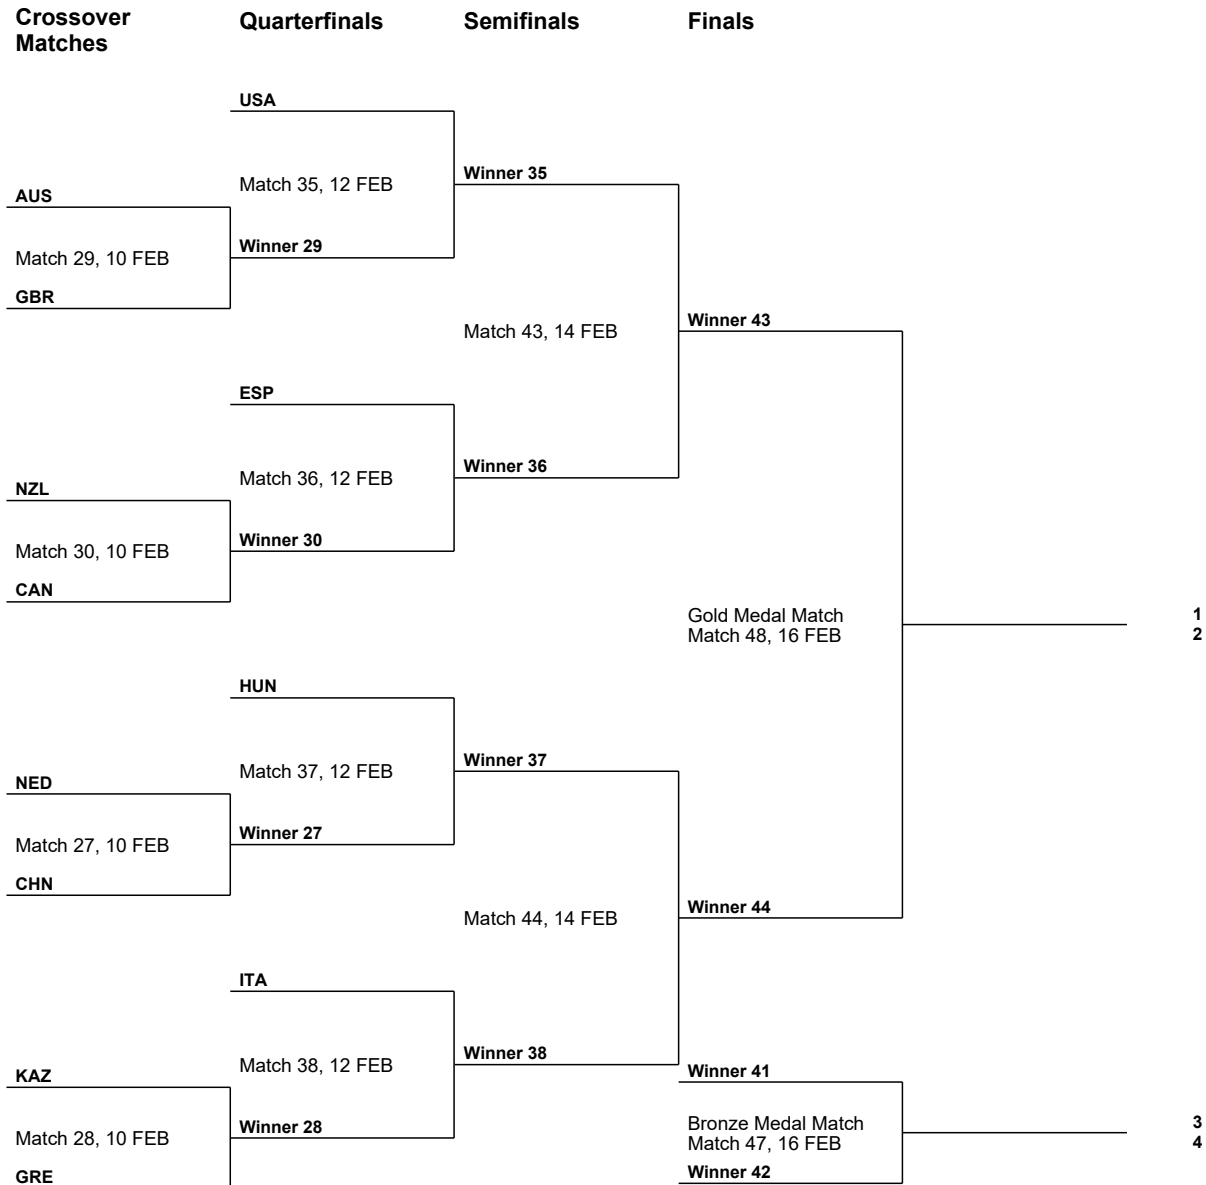 Crossover
Matches
Quarterfinals
Semifinals
Finals
USA
Match 35, 12 FEB
Winner 35
AUS
Match 29, 10 FEB
Winner 29
GBR
Match 43, 14 FEB
Winner 43
ESP
Match 36, 12 FEB
Winner 36
NZL
Match 30, 10 FEB
Winner 30
CAN
Gold Medal Match
Match 48, 16 FEB
1
2
HUN
Match 37, 12 FEB
Winner 37
NED
Match 27, 10 FEB
Winner 27
CHN
Match 44, 14 FEB
Winner 44
ITA
Match 38, 12 FEB
Winner 38
KAZ
Match 28, 10 FEB
Winner 28
GRE
Winner 41
Bronze Medal Match
Match 47, 16 FEB
Winner 42
3
4